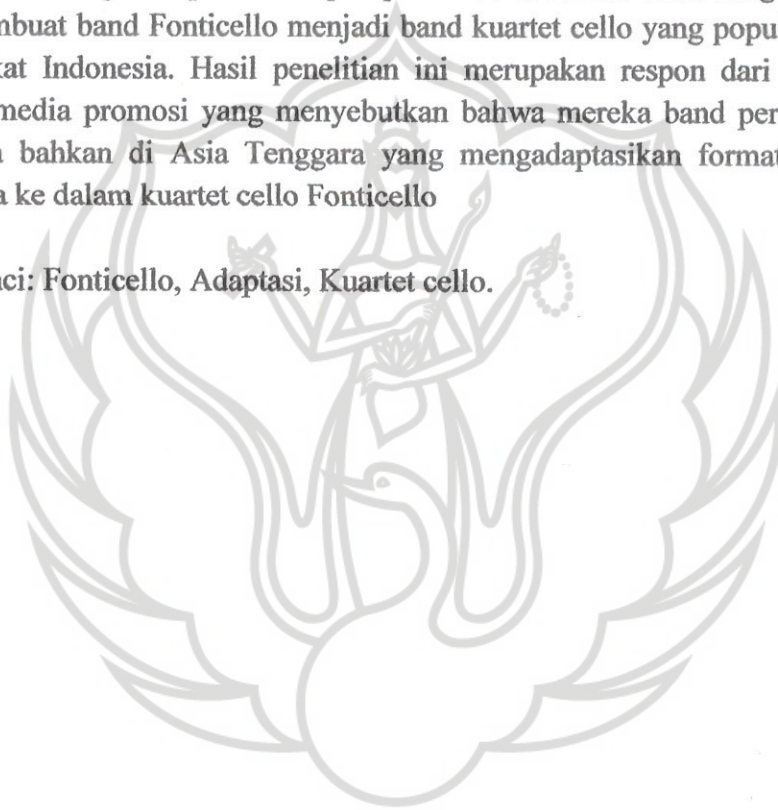 mbuat band Fonticello menjadi band kuartet cello yang popu
kat Indonesia. Hasil penelitian ini merupakan respon dari
media promosi yang menyebutkan bahwa mereka band per
bahkan di Asia Tenggara yang mengadaptasikan format
a ke dalam kuartet cello Fonticello
nci: Fonticello, Adaptasi, Kuartet cello.